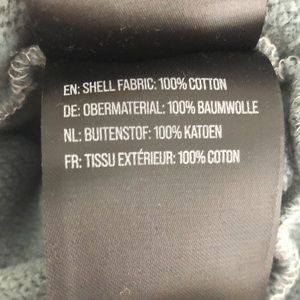 EN: SHELL FABRIC: 100% COTTON
DE: OBERMATERIAL: 100% BAUMWOLLE
NL: BUITENSTOF: 100% KATOEN
FR: TISSU EXTÉRIEUR: 100% COTON